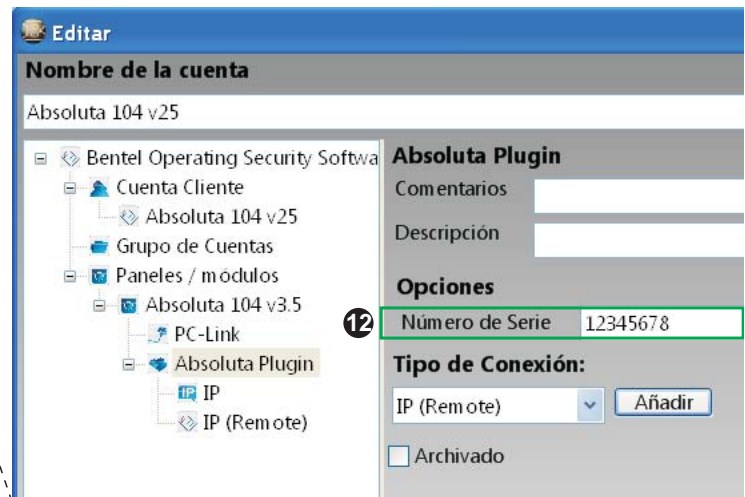 Editar
Nombre de la cuenta
Absoluta 104 v25
Bentel Operating Security Softwa
Cuenta Cliente
Absoluta 104 v25
Grupo de Cuentas
Paneles / módulos
Absoluta 104 v3.5
PC-Link
Absoluta Plugin
IP
IP (Remote)
Absoluta Plugin
Comentarios
Descripción
Opciones
12 Número de Serie 12345678
Tipo de Conexión:
IP (Remote) Añadir
Archivado